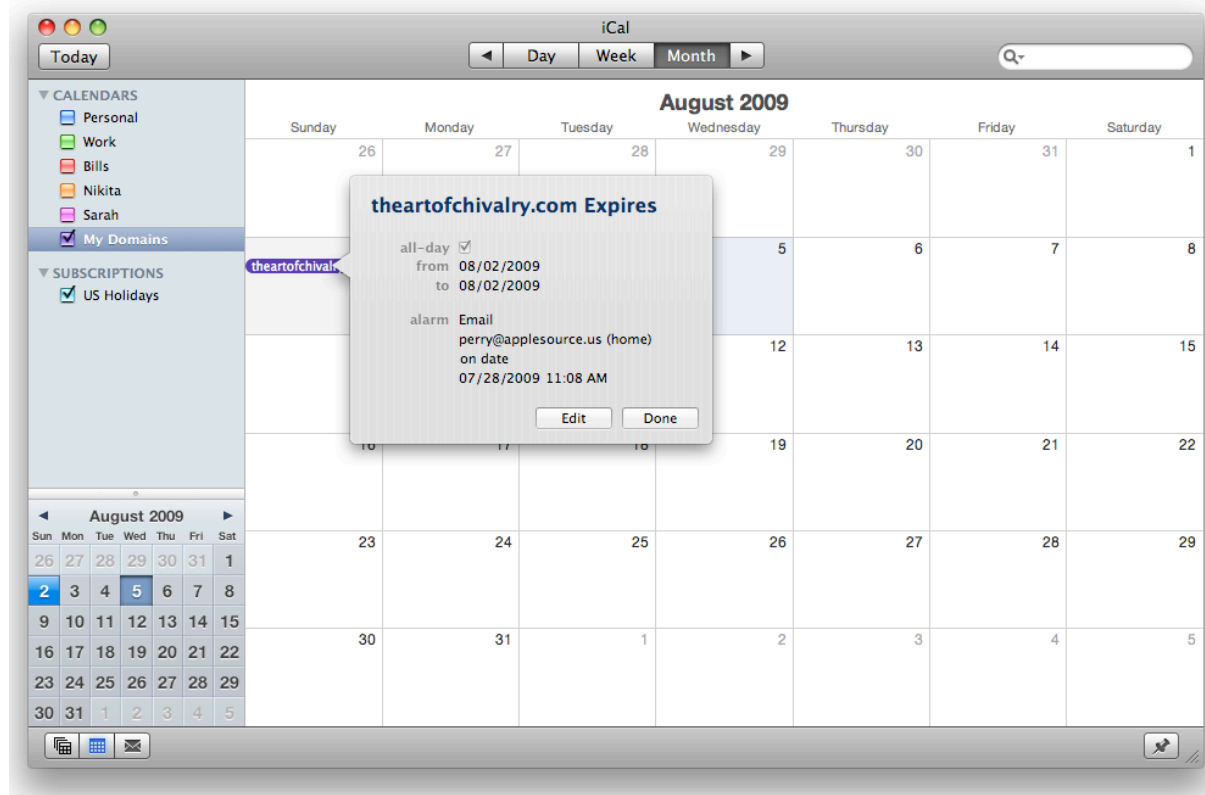 iCal
Today
◀ Day Week Month ▶
▼ CALENDARS
Personal
Work
Bills
Nikita
Sarah
My Domains
▼ SUBSCRIPTIONS
US Holidays
August 2009
Sunday Monday Tuesday Wednesday Thursday Friday Saturday
26 27 28 29 30 31 1
5 6 7 8
theartofchival
12 13 14 15
16 17 18 19 20 21 22
23 24 25 26 27 28 29
30 31 1 2 3 4 5
theartofchivalry.com Expires
all-day
from 08/02/2009
to 08/02/2009
alarm Email
perry@applesource.us (home)
on date
07/28/2009 11:08 AM
Edit Done
◀ August 2009 ▶
Sun Mon Tue Wed Thu Fri Sat
26 27 28 29 30 31 1
2 3 4 5 6 7 8
9 10 11 12 13 14 15
16 17 18 19 20 21 22
23 24 25 26 27 28 29
30 31 1 2 3 4 5